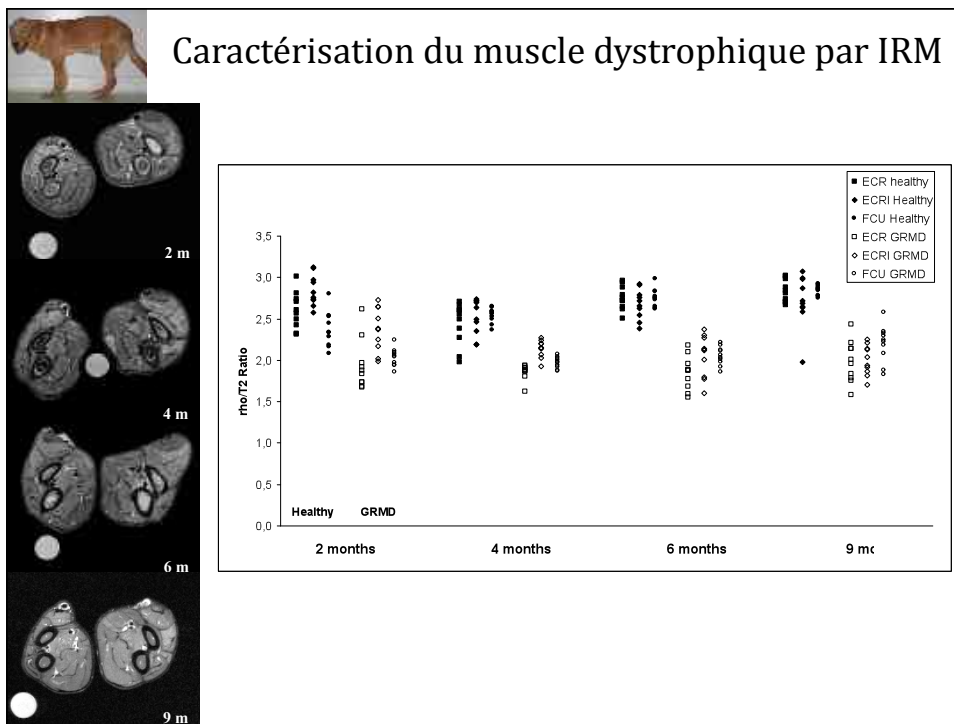 Caractérisation du muscle dystrophique par IRM
2 m
4 m
6 m
9 m
ECR healthy
ECRI Healthy
FCU Healthy
ECR GRMD
ECRI GRMD
FCU GRMD
rho/T2 Ratio
3,5
3,0
2,5
2,0
1,5
1,0
0,5
0,0
Healthy GRMD
2 months 4 months 6 months 9 mc